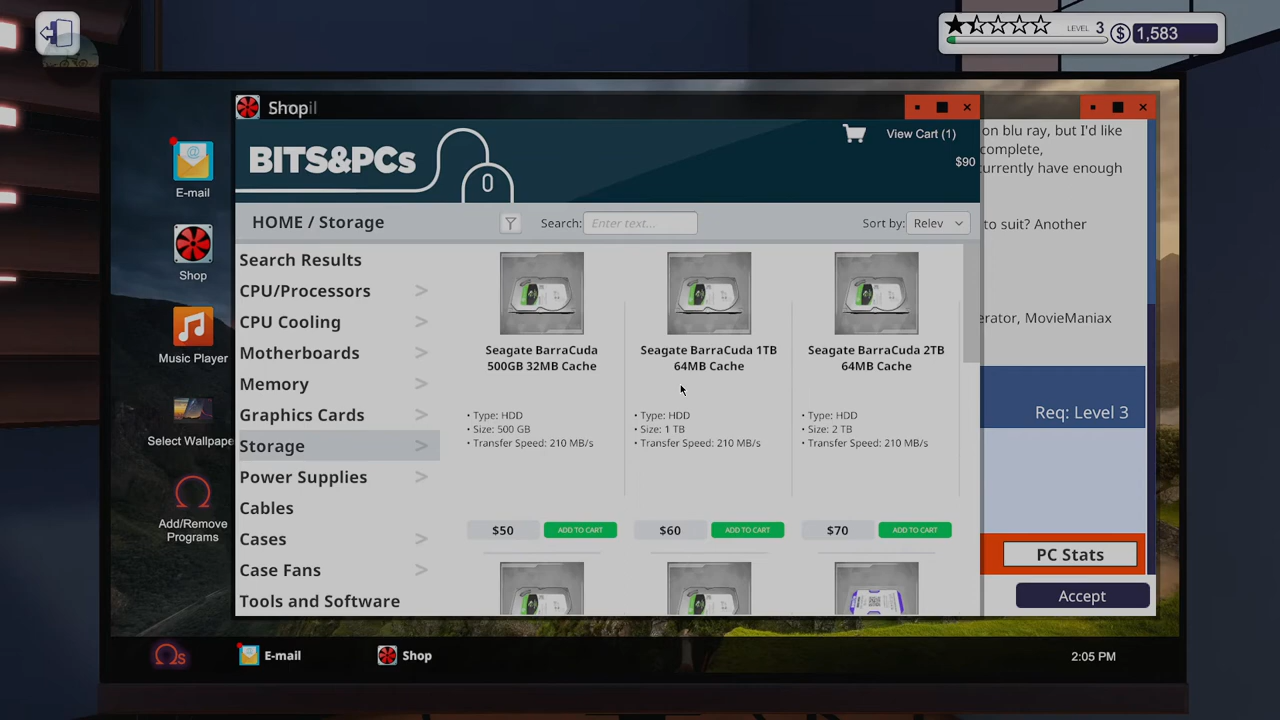 LEVEL 3
$ 1,583
Shopil
BITS&PCs
0
View Cart (1)
$90
HOME / Storage
Search:
Enter text...
Sort by:
Relev
E-mail
Shop
Music Player
Select Wallpape
Add/Remove
Programs
Search Results
CPU/Processors >
CPU Cooling >
Motherboards >
Memory >
Graphics Cards >
Storage >
Power Supplies >
Cables
Cases >
Case Fans >
Tools and Software
Seagate BarraCuda
500GB 32MB Cache
• Type: HDD
• Size: 500 GB
• Transfer Speed: 210 MB/s
$50
ADD TO CART
Seagate BarraCuda 1TB
64MB Cache
• Type: HDD
• Size: 1 TB
• Transfer Speed: 210 MB/s
$60
ADD TO CART
Seagate BarraCuda 2TB
64MB Cache
• Type: HDD
• Size: 2 TB
• Transfer Speed: 210 MB/s
$70
ADD TO CART
on blu ray, but I'd like
complete,
urrently have enough
to suit? Another
erator, MovieManiax
Req: Level 3
PC Stats
Accept
Ωs
E-mail
Shop
2:05 PM